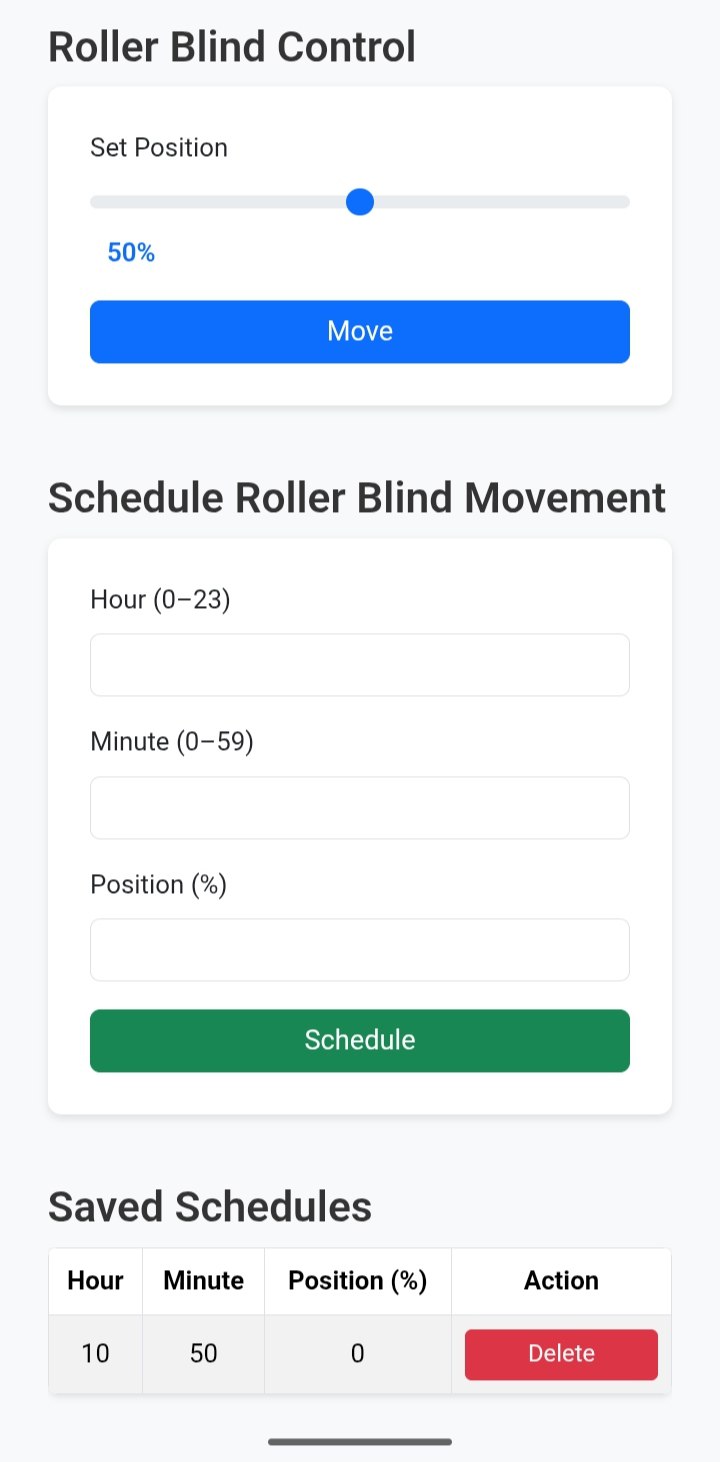 Roller Blind Control
Set Position
50%
Move
Schedule Roller Blind Movement
Hour (0–23)
Minute (0–59)
Position (%)
Schedule
Saved Schedules
Hour Minute Position (%) Action
10 50 0 Delete